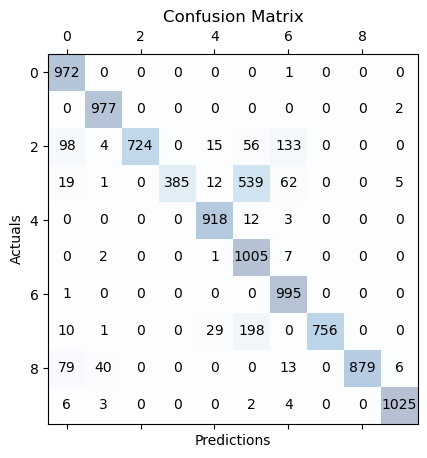 Confusion Matrix
0 2 4 6 8
0 972 0 0 0 0 0 1 0 0 0
0 977 0 0 0 0 0 0 0 2
2 98 4 724 0 15 56 133 0 0 0
19 1 0 385 12 539 62 0 0 5
4 0 0 0 0 918 12 3 0 0 0
0 2 0 0 1 1005 7 0 0 0
6 1 0 0 0 0 0 995 0 0 0
10 1 0 0 29 198 0 756 0 0
8 79 40 0 0 0 0 13 0 879 6
6 3 0 0 0 2 4 0 0 1025
Actuals
Predictions